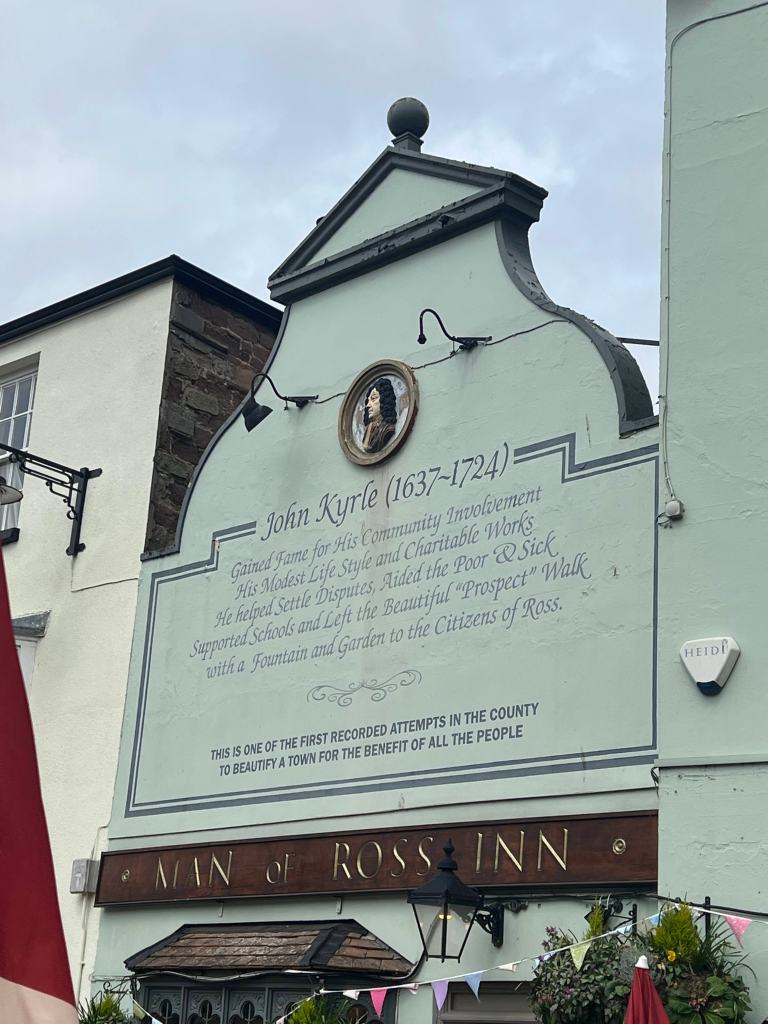 John Kyrle (1637~1724)
Gained Fame for His Community Involvement
His Modest Life Style and Charitable Works
He helped Settle Disputes, Aided the Poor & Sick
Supported Schools and Left the Beautiful "Prospect" Walk
with a Fountain and Garden to the Citizens of Ross.
THIS IS ONE OF THE FIRST RECORDED ATTEMPTS IN THE COUNTY
TO BEAUTIFY A TOWN FOR THE BENEFIT OF ALL THE PEOPLE
HEIDI
MAN OF ROSS INN